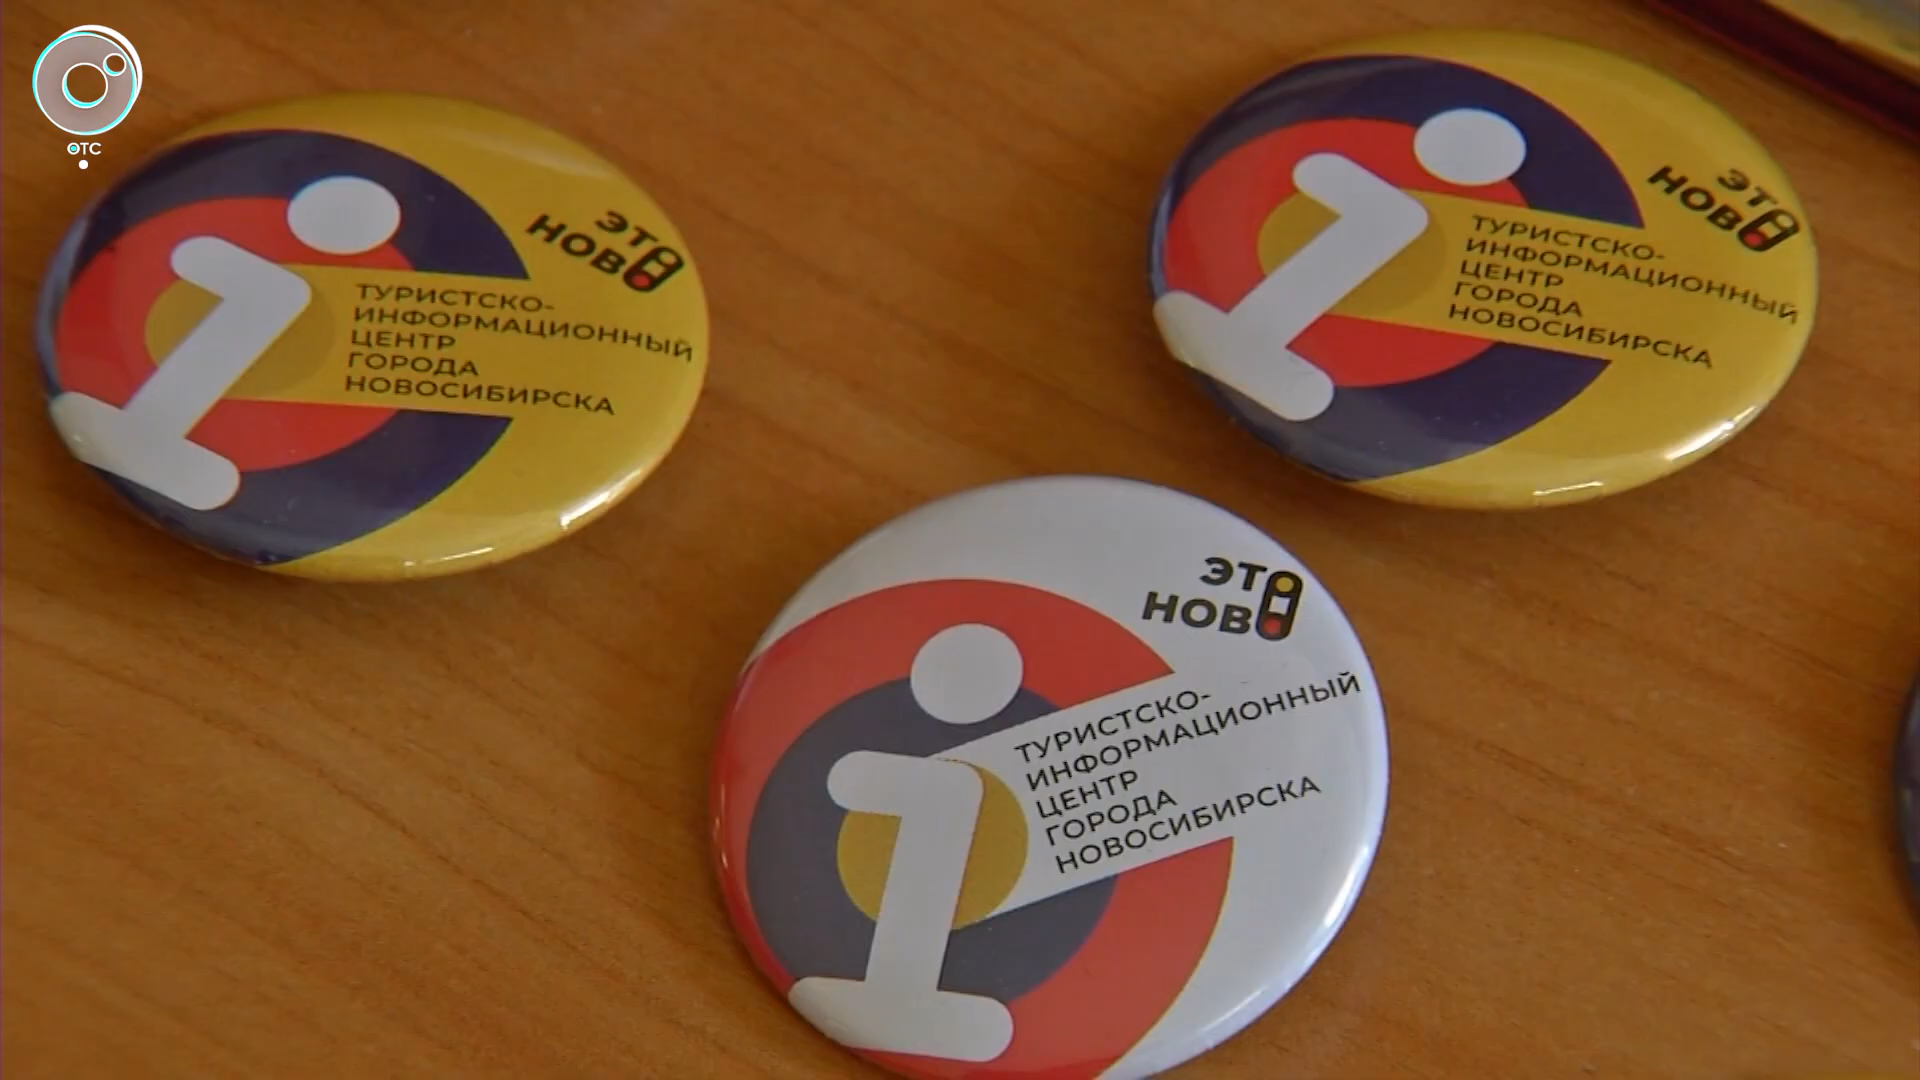 ОТС
ЭТО
НОВО
ТУРИСТСКО-
ИНФОРМАЦИОННЫЙ
ЦЕНТР
ГОРОДА
НОВОСИБИРСКА
ЭТО
НОВО
ТУРИСТСКО-
ИНФОРМАЦИОННЫЙ
ЦЕНТР
ГОРОДА
НОВОСИБИРСКА
ЭТО
НОВО
ТУРИСТСКО-
ИНФОРМАЦИОННЫЙ
ЦЕНТР
ГОРОДА
НОВОСИБИРСКА